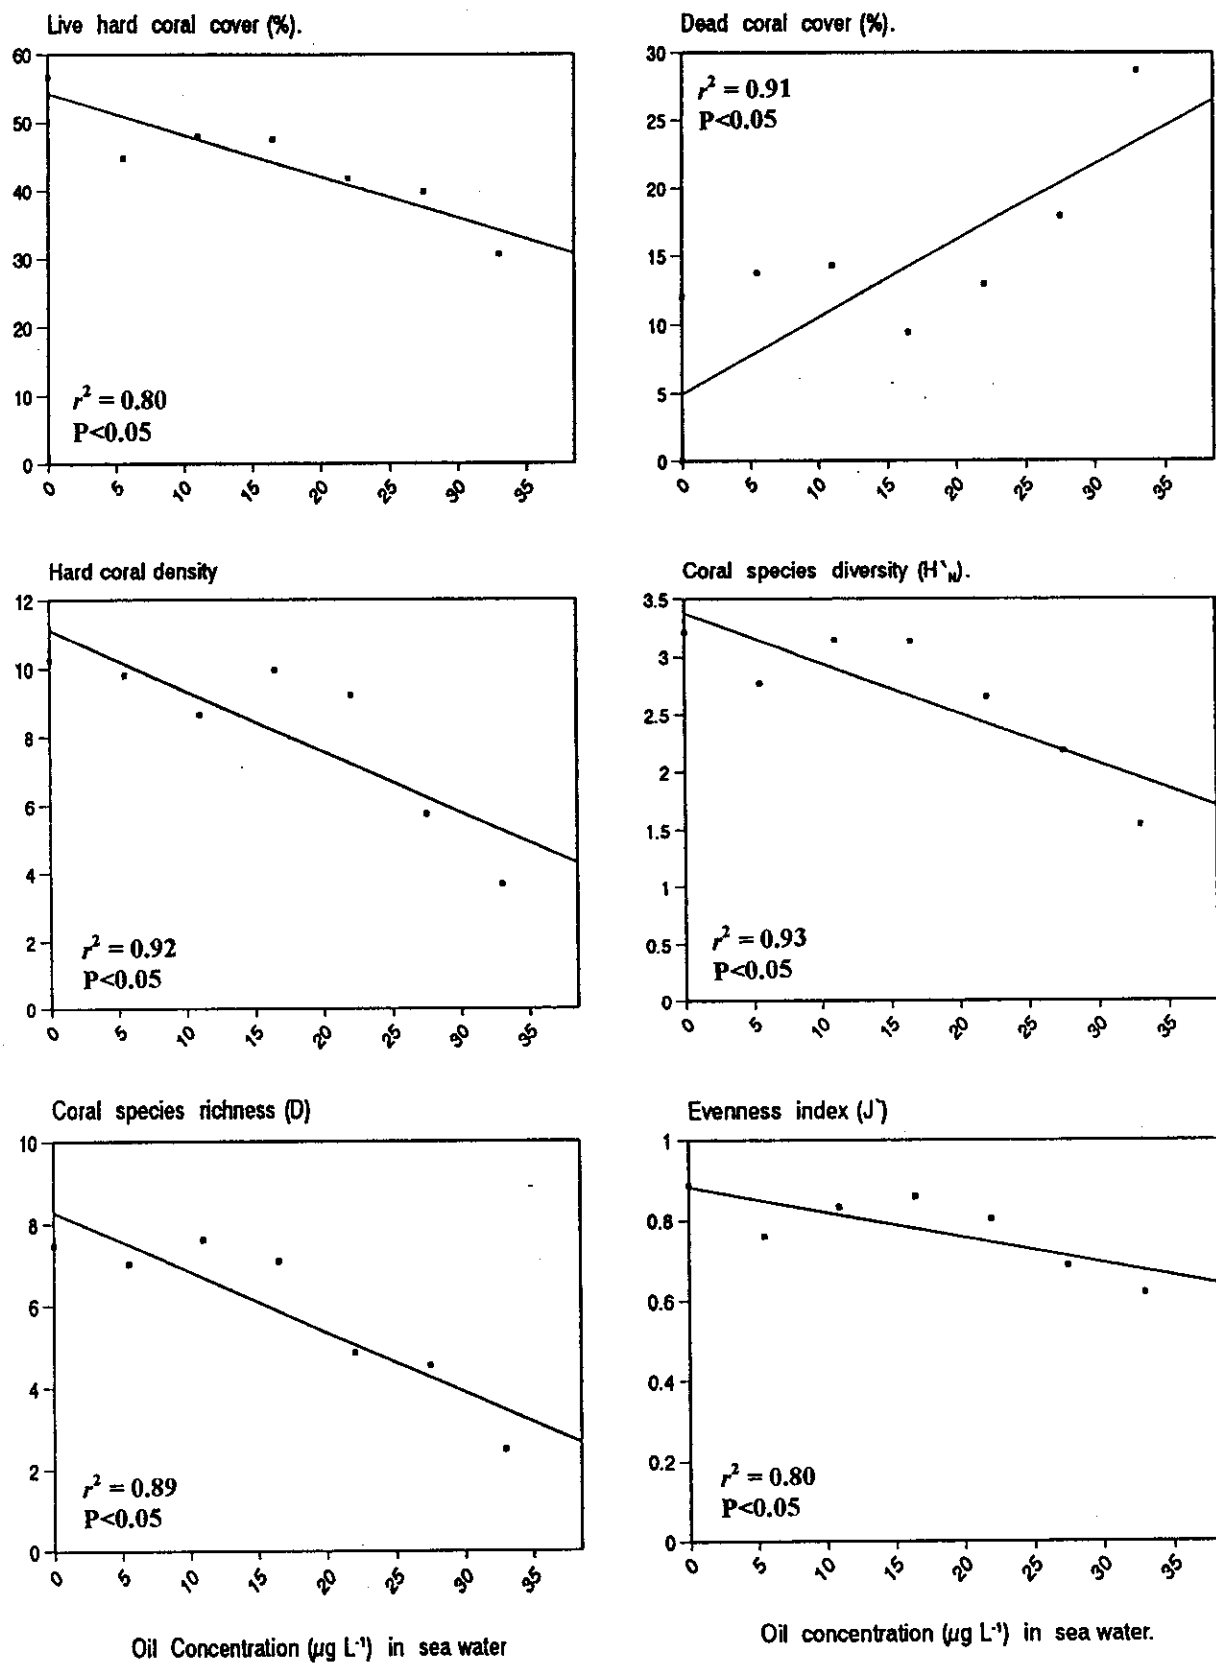 Live hard coral cover (%).
60
50
40
30
20
10
0
r² = 0.80
P<0.05
0 5 10 15 20 25 30 35
Dead coral cover (%).
30
25
20
15
10
5
0
r² = 0.91
P<0.05
0 5 10 15 20 25 30 35
Hard coral density
12
10
8
6
4
2
0
r² = 0.92
P<0.05
0 5 10 15 20 25 30 35
Coral species diversity (H`N).
3.5
3
2.5
2
1.5
1
0.5
0
r² = 0.93
P<0.05
0 5 10 15 20 25 30 35
Coral species richness (D)
10
8
6
4
2
0
r² = 0.89
P<0.05
0 5 10 15 20 25 30 35
Oil Concentration (µg L⁻¹) in sea water
Evenness index (J`)
1
0.8
0.6
0.4
0.2
0
r² = 0.80
P<0.05
0 5 10 15 20 25 30 35
Oil concentration (µg L⁻¹) in sea water.